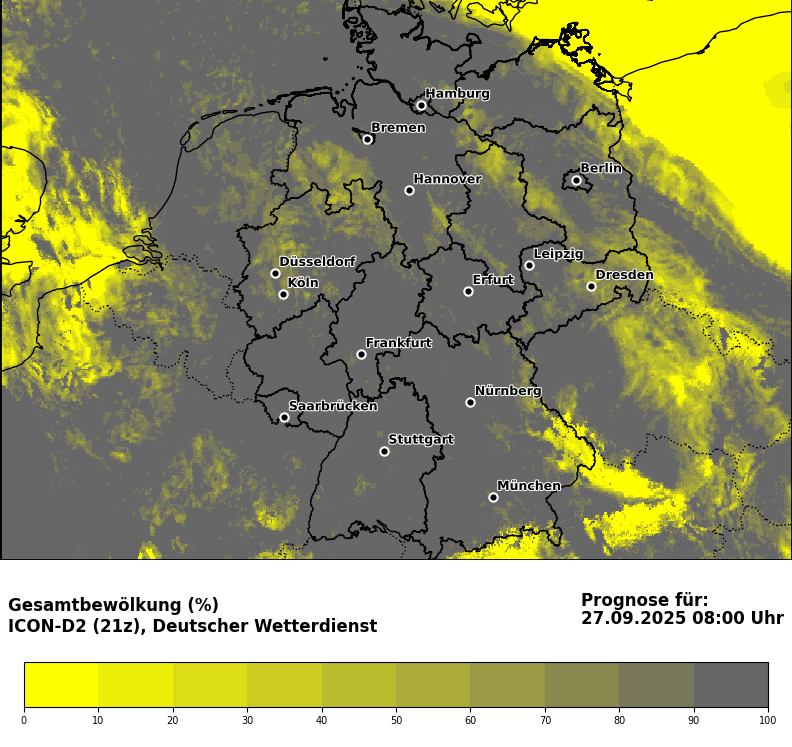 Hamburg
Bremen
Berlin
Hannover
Leipzig
Düsseldorf
Dresden
Erfurt
Köln
Frankfurt
Nürnberg
Saarbrücken
Stuttgart
München
Gesamtbewölkung (%)
ICON-D2 (21z), Deutscher Wetterdienst
Prognose für:
27.09.2025 08:00 Uhr
0 10 20 30 40 50 60 70 80 90 100